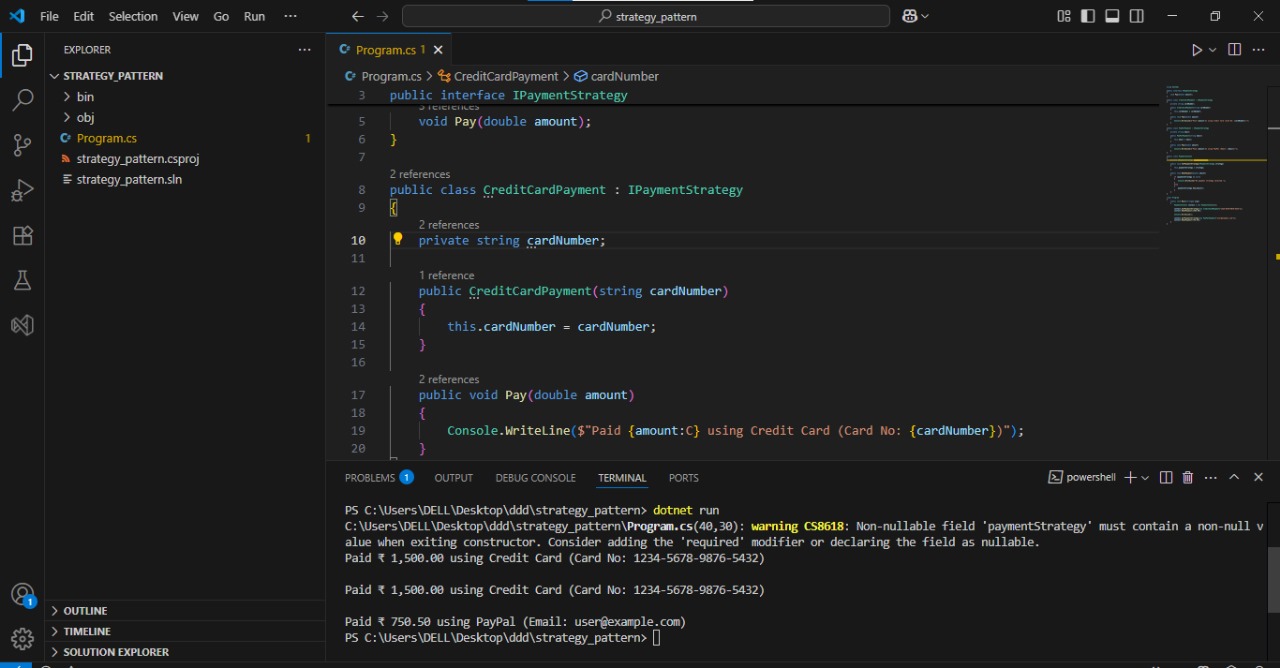 File Edit Selection View Go Run ···
strategy_pattern
EXPLORER
STRATEGY_PATTERN
bin
obj
Program.cs 1
strategy_pattern.csproj
strategy_pattern.sln
OUTLINE
TIMELINE
SOLUTION EXPLORER
1
Program.cs 1
Program.cs > CreditCardPayment > cardNumber
3 public interface IPaymentStrategy
3 references
5 void Pay(double amount);
6 }
7
2 references
8 public class CreditCardPayment : IPaymentStrategy
9 {
2 references
10 private string cardNumber;
11
1 reference
12 public CreditCardPayment(string cardNumber)
13 {
14 this.cardNumber = cardNumber;
15 }
16
2 references
17 public void Pay(double amount)
18 {
19 Console.WriteLine($"Paid {amount:C} using Credit Card (Card No: {cardNumber})");
20 }
PROBLEMS 1 OUTPUT DEBUG CONSOLE TERMINAL PORTS
powershell
PS C:\Users\DELL\Desktop\ddd\strategy_pattern> dotnet run
C:\Users\DELL\Desktop\ddd\strategy_pattern\Program.cs(40,30): warning CS8618: Non-nullable field 'paymentStrategy' must contain a non-null v
alue when exiting constructor. Consider adding the 'required' modifier or declaring the field as nullable.
Paid ₹ 1,500.00 using Credit Card (Card No: 1234-5678-9876-5432)
Paid ₹ 1,500.00 using Credit Card (Card No: 1234-5678-9876-5432)
Paid ₹ 750.50 using PayPal (Email: user@example.com)
PS C:\Users\DELL\Desktop\ddd\strategy_pattern>